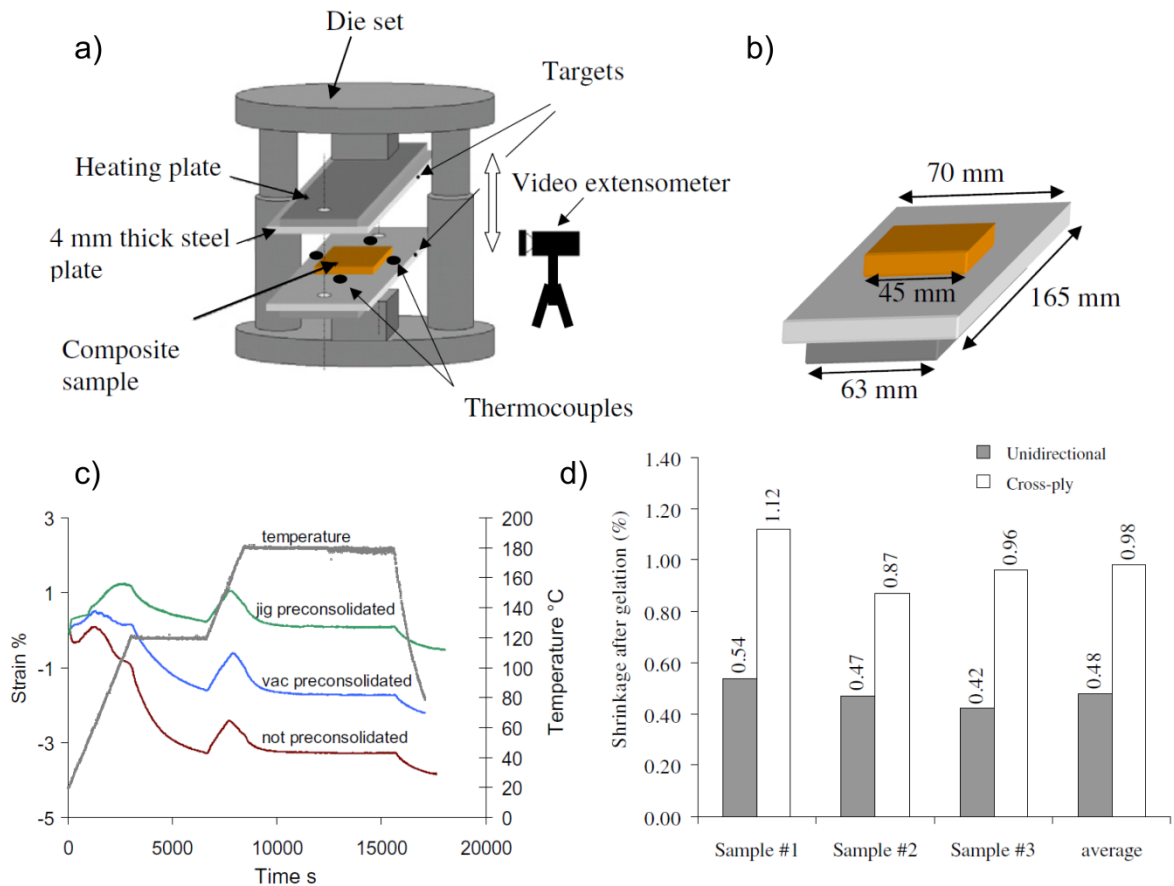 a)
Die set
Targets
Heating plate
Video extensometer
4 mm thick steel
plate
Composite
sample
Thermocouples
b)
70 mm
45 mm
165 mm
63 mm
c)
3
1
-1
-3
-5
Strain %
temperature
jig preconsolidated
vac preconsolidated
not preconsolidated
200
180
160
140
120
100
80
60
40
20
0
Temperature °C
0 5000 10000 15000 20000
Time s
d)
Unidirectional
Cross-ply
Shrinkage after gelation (%)
1.40
1.20
1.00
0.80
0.60
0.40
0.20
0.00
0.54 1.12 0.47 0.87 0.42 0.96 0.48 0.98
Sample #1 Sample #2 Sample #3 average